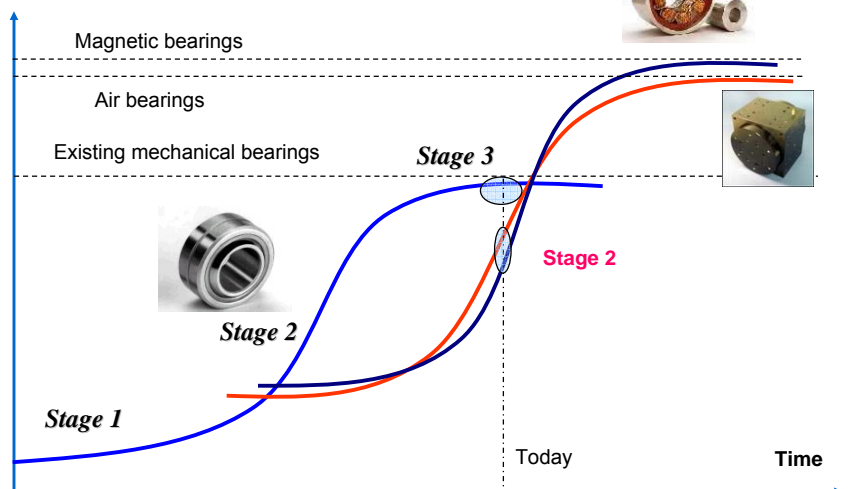 Magnetic bearings
Air bearings
Existing mechanical bearings
Stage 3
Stage 2
Stage 2
Stage 1
Today
Time